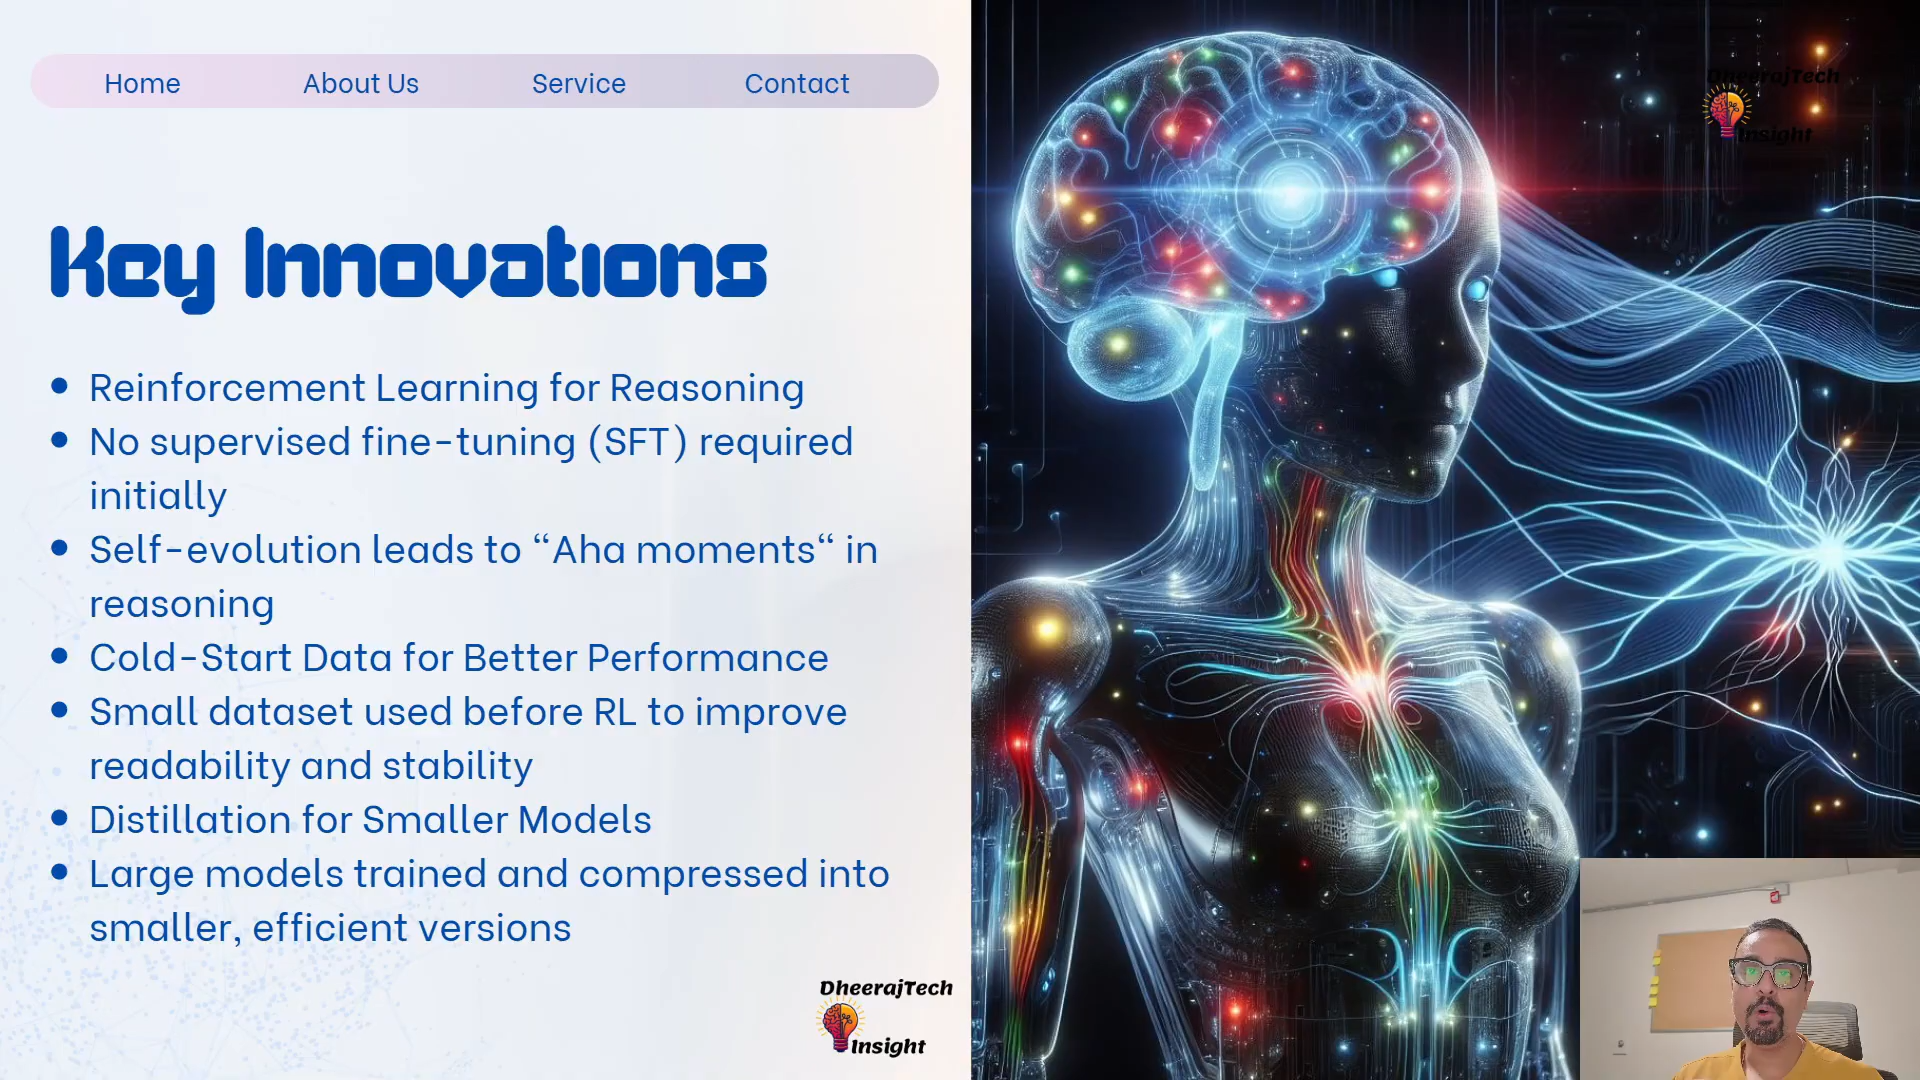 Home About Us Service Contact
DheerajTech
Insight
Key Innovations
• Reinforcement Learning for Reasoning
• No supervised fine-tuning (SFT) required
initially
• Self-evolution leads to “Aha moments“ in
reasoning
• Cold-Start Data for Better Performance
• Small dataset used before RL to improve
readability and stability
• Distillation for Smaller Models
• Large models trained and compressed into
smaller, efficient versions
DheerajTech
Insight